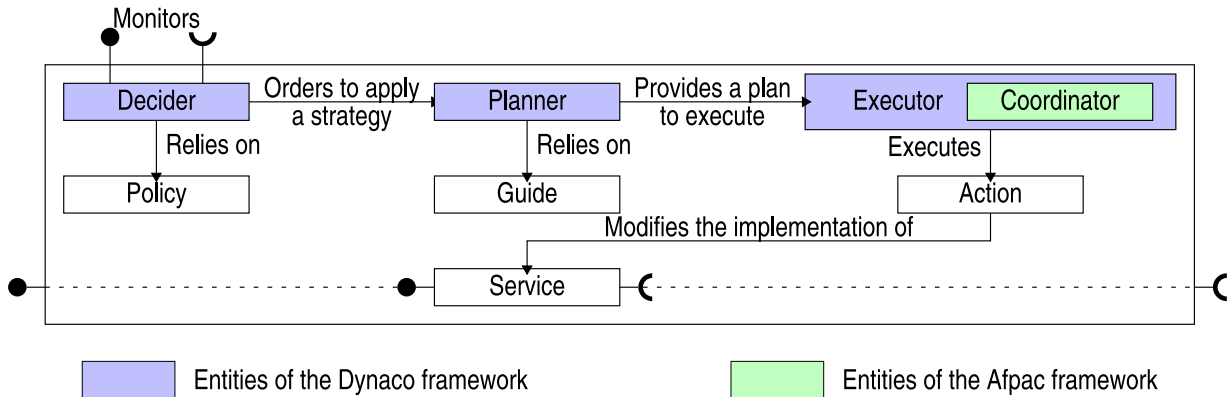 Monitors
Decider
Orders to apply
a strategy
Planner
Provides a plan
to execute
Executor
Coordinator
Relies on
Relies on
Executes
Policy
Guide
Action
Modifies the implementation of
Service
Entities of the Dynaco framework
Entities of the Afpac framework